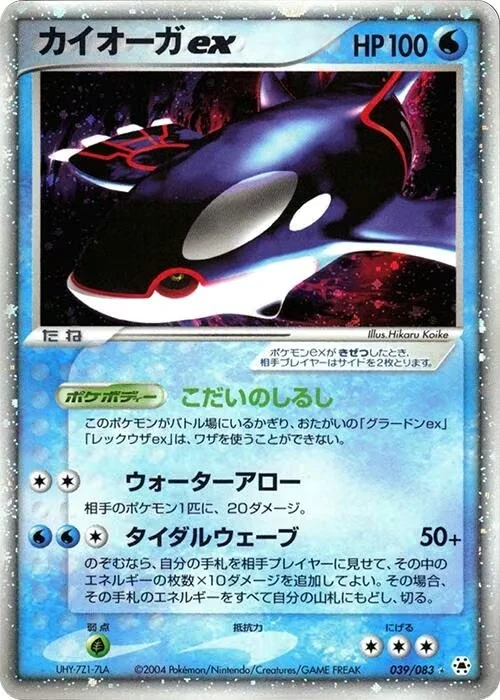 カイオーガex HP100
たね
Illus.Hikaru Koike
ポケモンexがきぜつしたとき、
相手プレイヤーはサイドを2枚とります。
ポケボディー こだいのしるし
このポケモンがバトル場にいるかぎり、おたがいの「グラードンex」
「レックウザex」は、ワザを使うことができない。
ウォーターアロー
相手のポケモン1匹に、20ダメージ。
タイダルウェーブ 50+
のぞむなら、自分の手札を相手プレイヤーに見せて、その中の
エネルギーの枚数×10ダメージを追加してよい。その場合、
その手札のエネルギーをすべて自分の山札にもどし、切る。
弱点 抵抗力 にげる
UHY-7Z1-7LA ©2004 Pokémon/Nintendo/Creatures/GAME FREAK 039/083